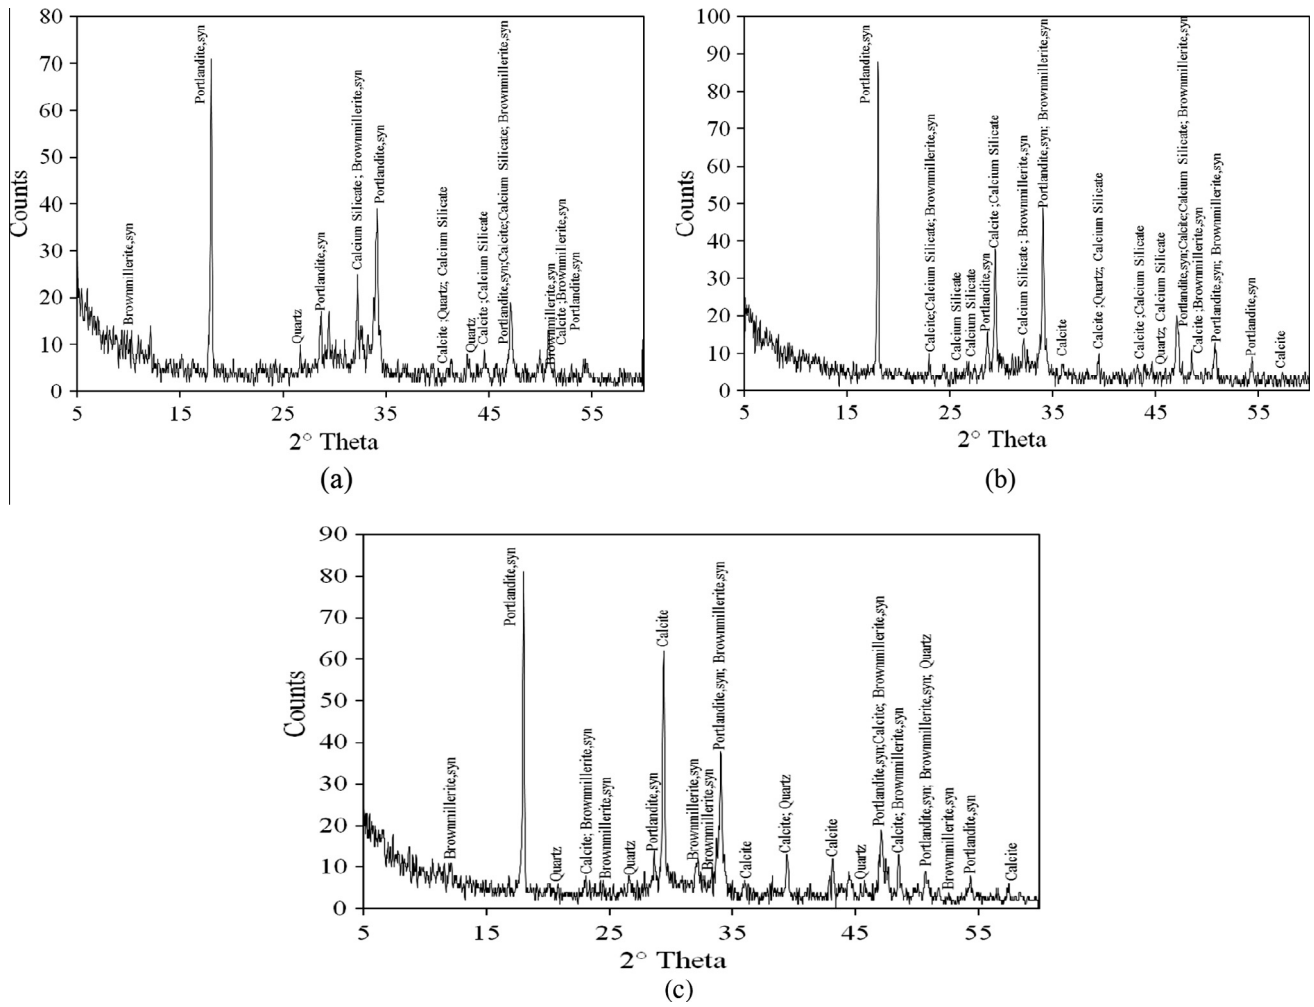 80
70
60
50
40
30
20
10
0
Counts
Brownmillerite,syn
Portlandite,syn
Quartz
Portlandite,syn
Calcium Silicate; Brownmillerite,syn
Portlandite,syn
Calcite ;Quartz; Calcium Silicate
Quartz
Calcite ;Calcium Silicate
Portlandite,syn;Calcite;Calcium Silicate; Brownmillerite,syn
Brownmillerite,syn
Calcite ;Brownmillerite,syn
Portlandite,syn
5 15 25 35 45 55
2° Theta
(a)
100
90
80
70
60
50
40
30
20
10
0
Counts
Portlandite,syn
Calcite;Calcium Silicate; Brownmillerite,syn
Calcium Silicate
Calcium Silicate
Portlandite,syn
Calcite ;Calcium Silicate
Calcium Silicate ; Brownmillerite,syn
Portlandite,syn; Brownmillerite,syn
Calcite
Calcite ;Quartz; Calcium Silicate
Calcite ;Calcium Silicate
Quartz; Calcium Silicate
Portlandite,syn;Calcite;Calcium Silicate; Brownmillerite,syn
Calcite ;Brownmillerite,syn
Portlandite,syn; Brownmillerite,syn
Portlandite,syn
Calcite
5 15 25 35 45 55
2° Theta
(b)
90
80
70
60
50
40
30
20
10
0
Counts
Brownmillerite,syn
Portlandite,syn
Quartz
Calcite; Brownmillerite,syn
Brownmillerite,syn
Quartz
Portlandite,syn
Calcite
Brownmillerite,syn
Brownmillerite,syn
Portlandite,syn; Brownmillerite,syn
Calcite
Calcite; Quartz
Calcite
Quartz
Portlandite,syn;Calcite; Brownmillerite,syn
Calcite; Brownmillerite,syn
Portlandite,syn; Brownmillerite,syn; Quartz
Brownmillerite,syn
Portlandite,syn
Calcite
5 15 25 35 45 55
2° Theta
(c)